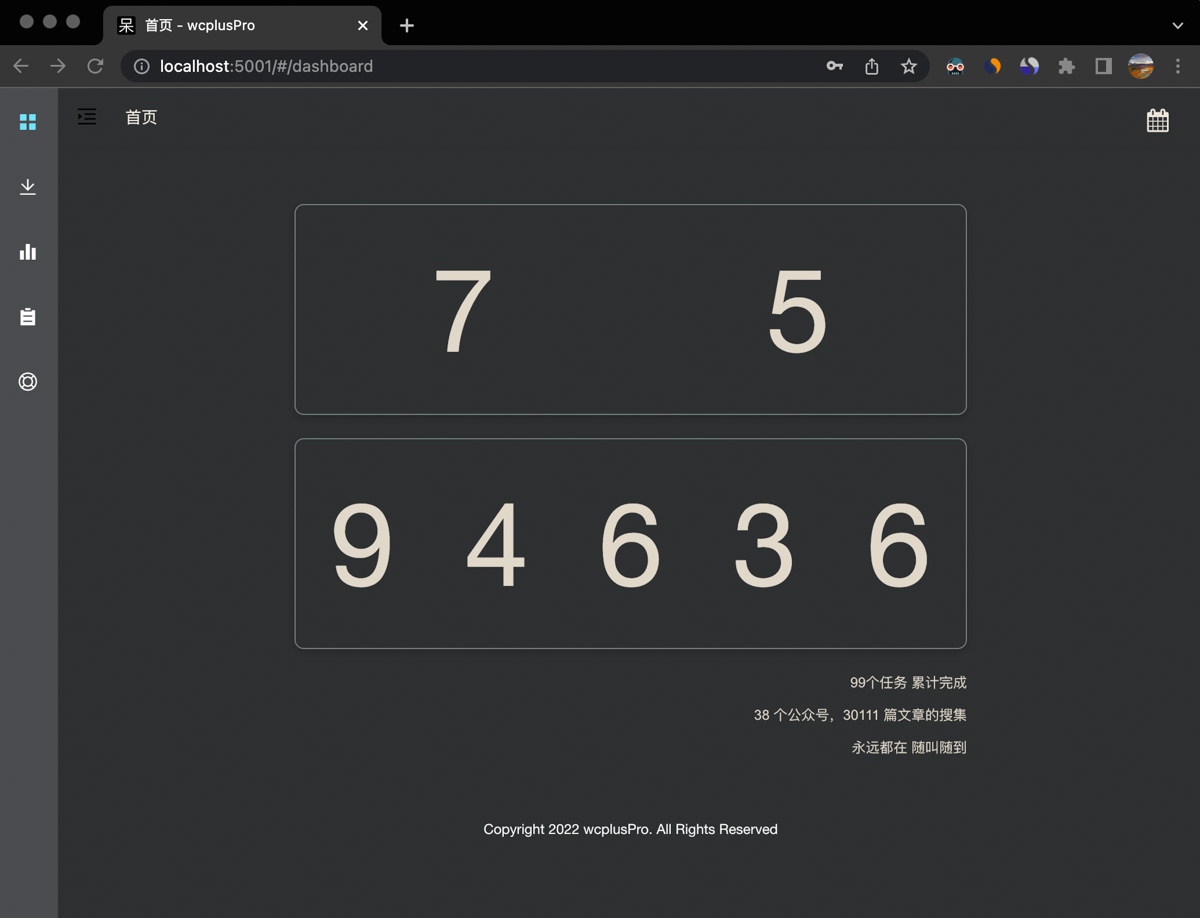 呆 首页 - wcplusPro
localhost:5001/#/dashboard
首页
7 5
9 4 6 3 6
99个任务 累计完成
38 个公众号，30111 篇文章的搜集
永远都在 随叫随到
Copyright 2022 wcplusPro. All Rights Reserved